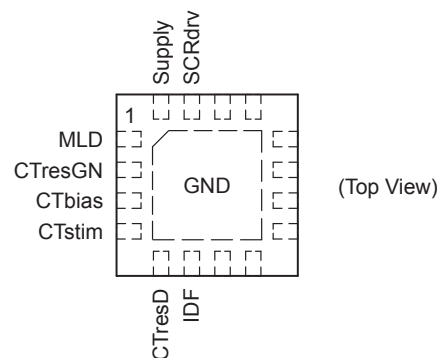 Supply
SCRdrv
1
MLD
CTresGN
CTbias
CTstim
GND
(Top View)
CTresD
IDF